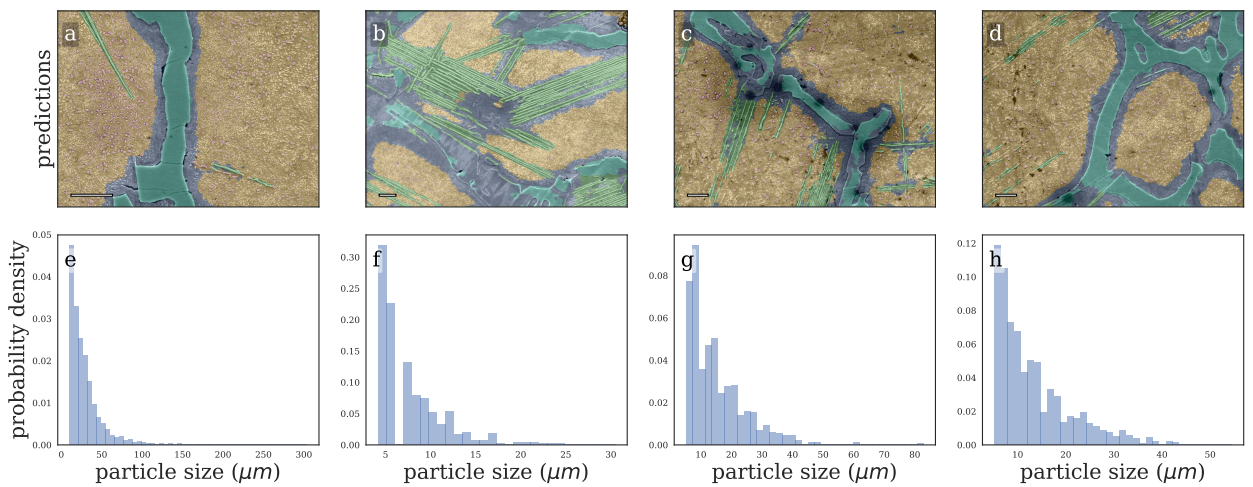 predictions
a
b
c
d
probability density
0.05
0.04
0.03
0.02
0.01
0.00
e
0 50 100 150 200 250 300
particle size (μm)
0.30
0.25
0.20
0.15
0.10
0.05
0.00
f
5 10 15 20 25 30
particle size (μm)
0.08
0.06
0.04
0.02
0.00
g
10 20 30 40 50 60 70 80
particle size (μm)
0.12
0.10
0.08
0.06
0.04
0.02
0.00
h
10 20 30 40 50
particle size (μm)